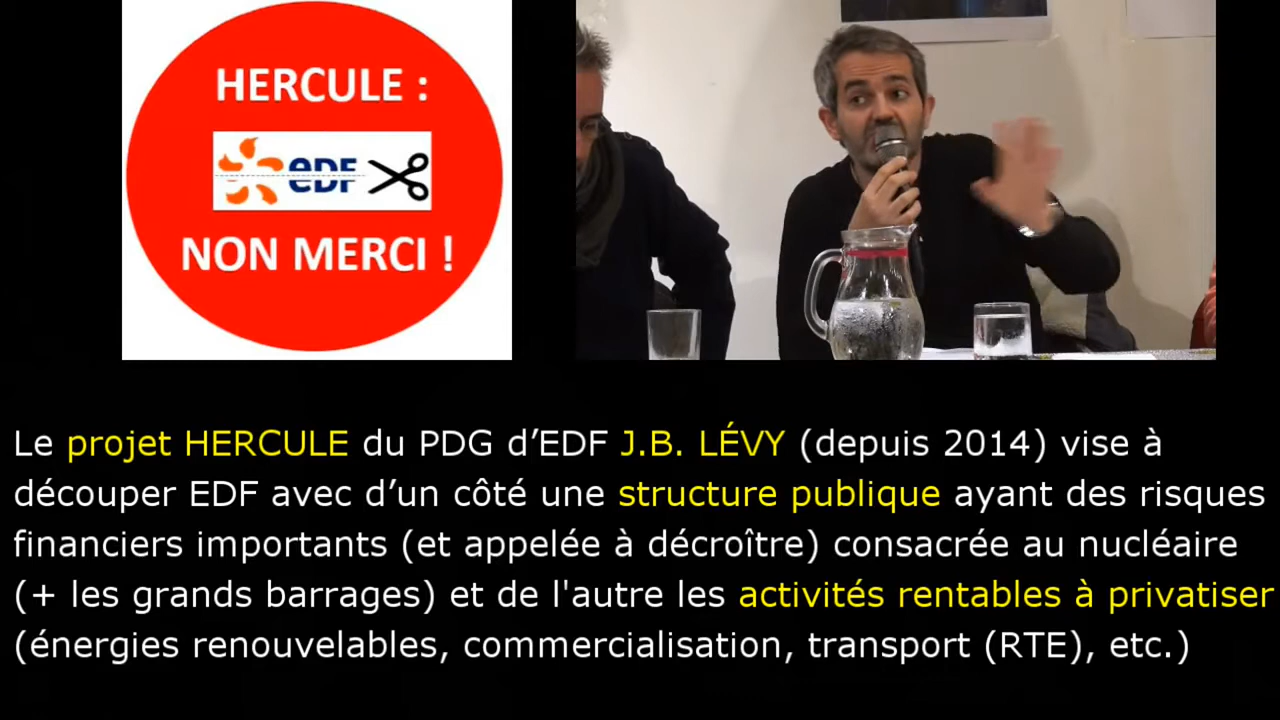 HERCULE :
eDF
NON MERCI !
Le projet HERCULE du PDG d’EDF J.B. LÉVY (depuis 2014) vise à
découper EDF avec d’un côté une structure publique ayant des risques
financiers importants (et appelée à décroître) consacrée au nucléaire
(+ les grands barrages) et de l'autre les activités rentables à privatiser
(énergies renouvelables, commercialisation, transport (RTE), etc.)